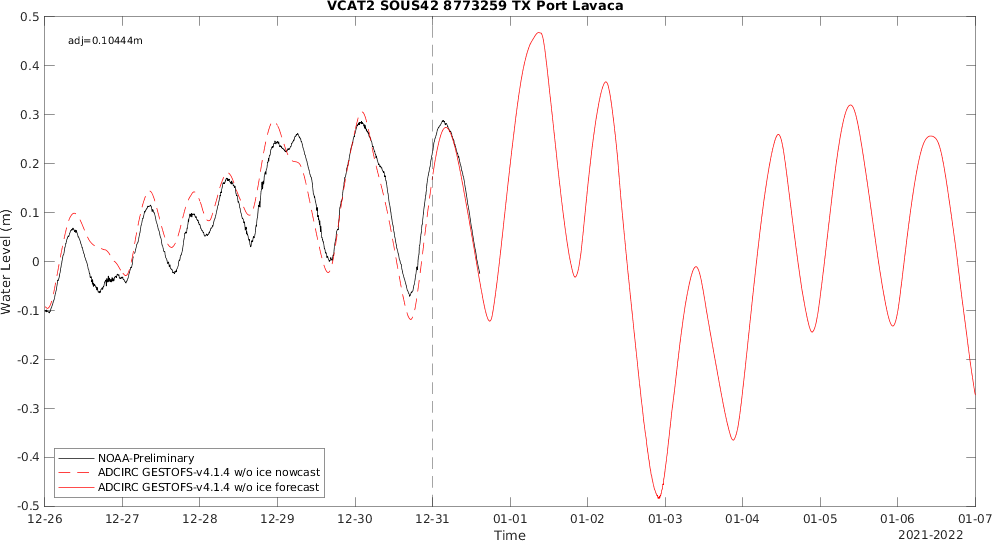 VCAT2 SOUS42 8773259 TX Port Lavaca
adj=0.10444m
0.5
0.4
0.3
0.2
0.1
0
-0.1
-0.2
-0.3
-0.4
-0.5
Water Level (m)
NOAA-Preliminary
ADCIRC GESTOFS-v4.1.4 w/o ice nowcast
ADCIRC GESTOFS-v4.1.4 w/o ice forecast
12-26 12-27 12-28 12-29 12-30 12-31 01-01 01-02 01-03 01-04 01-05 01-06 01-07
Time
2021-2022